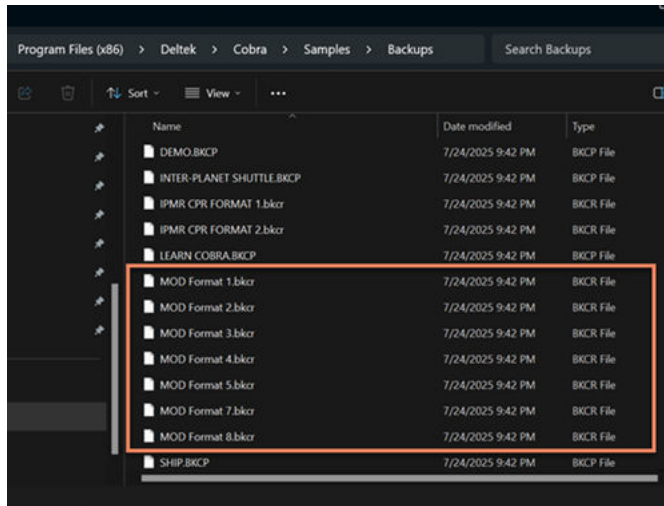 Program Files (x86) > Deltek > Cobra > Samples > Backups Search Backups
Sort View ...
Name Date modified Type
DEMO.BKCP 7/24/2025 9:42 PM BKCP File
INTER-PLANET SHUTTLE.BKCP 7/24/2025 9:42 PM BKCP File
IPMR CPR FORMAT 1.bkcr 7/24/2025 9:42 PM BKCR File
IPMR CPR FORMAT 2.bkcr 7/24/2025 9:42 PM BKCR File
LEARN COBRA.BKCP 7/24/2025 9:42 PM BKCP File
MOD Format 1.bkcr 7/24/2025 9:42 PM BKCR File
MOD Format 2.bkcr 7/24/2025 9:42 PM BKCR File
MOD Format 3.bkcr 7/24/2025 9:42 PM BKCR File
MOD Format 4.bkcr 7/24/2025 9:42 PM BKCR File
MOD Format 5.bkcr 7/24/2025 9:42 PM BKCR File
MOD Format 7.bkcr 7/24/2025 9:42 PM BKCR File
MOD Format 8.bkcr 7/24/2025 9:42 PM BKCR File
SHIP.BKCP 7/24/2025 9:42 PM BKCP File